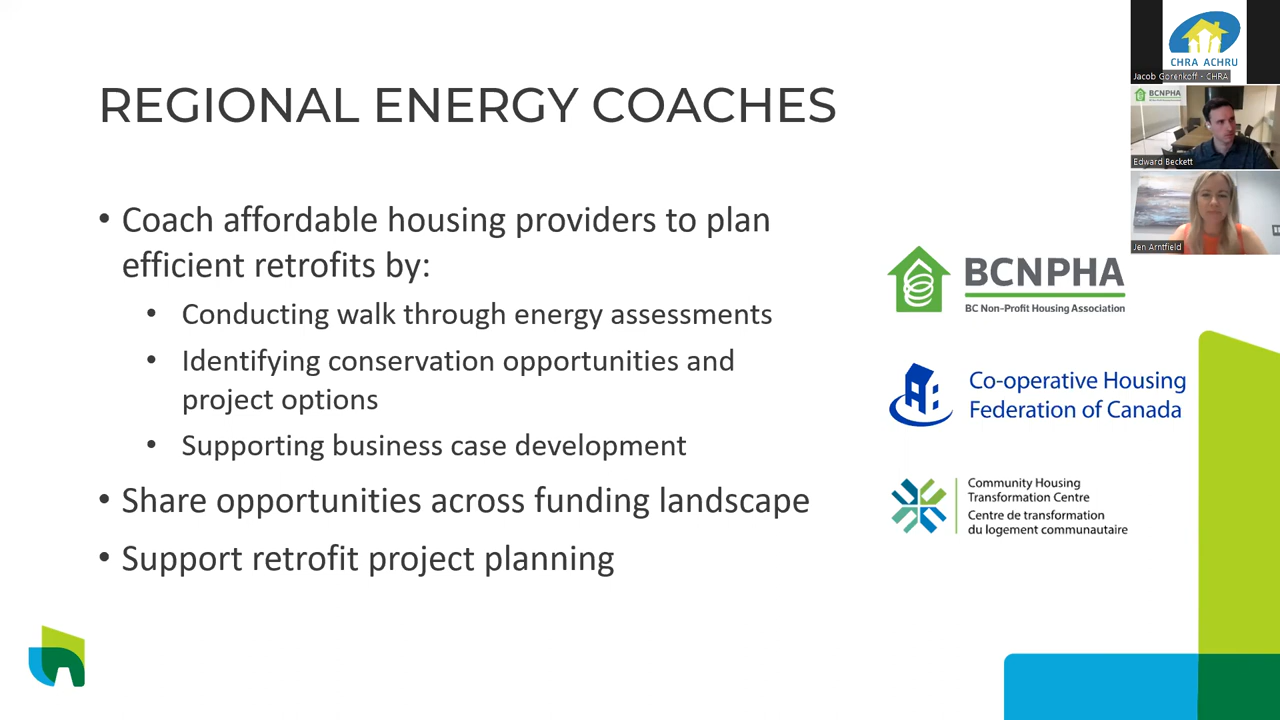 REGIONAL ENERGY COACHES
• Coach affordable housing providers to plan
efficient retrofits by:
• Conducting walk through energy assessments
• Identifying conservation opportunities and
project options
• Supporting business case development
• Share opportunities across funding landscape
• Support retrofit project planning
BCNPHA
BC Non-Profit Housing Association
Co-operative Housing
Federation of Canada
Community Housing
Transformation Centre
Centre de transformation
du logement communautaire
CHRA ACHRU
Jacob Gorenkoff - CHRA
BCNPHA
Edward Beckett
Jen Arntfield